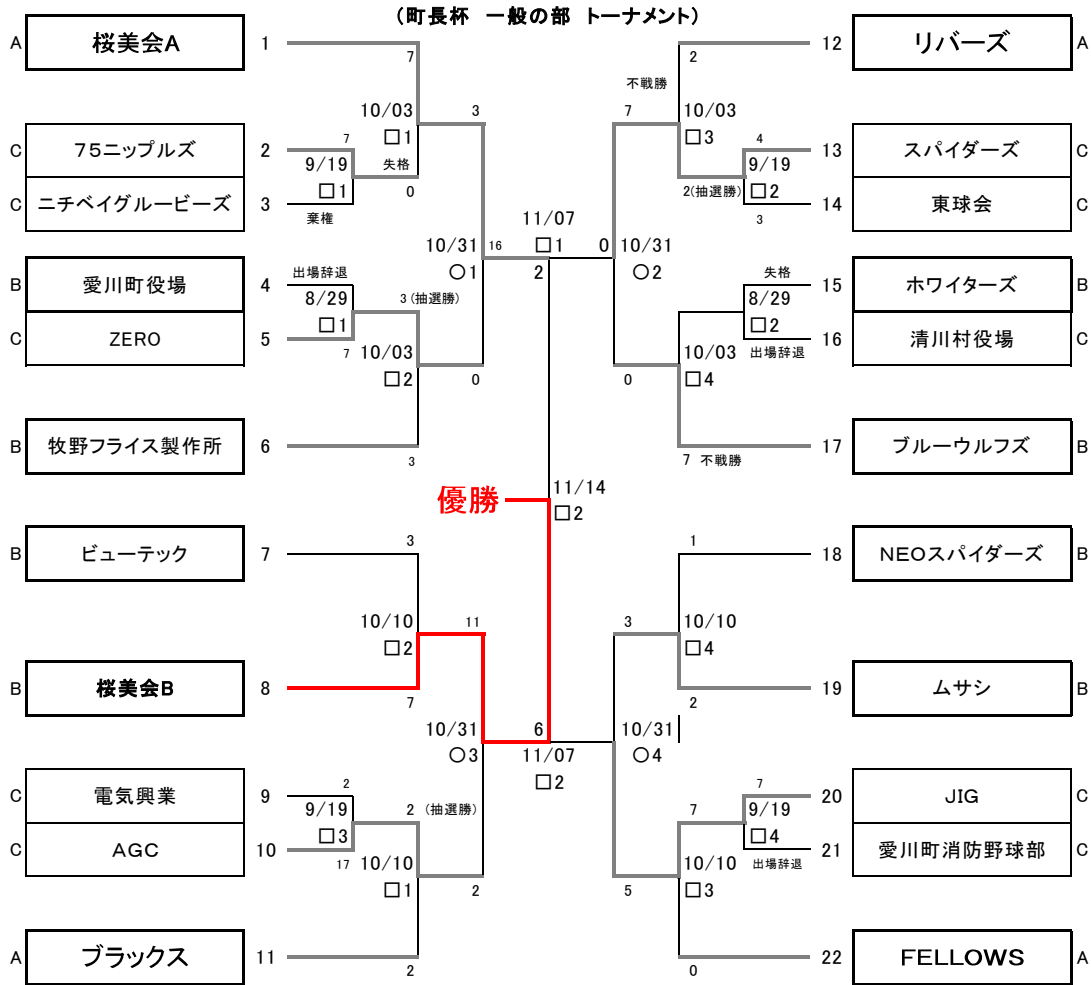 (町長杯 一般の部 トーナメント)
A 桜美会A 1
7
10/03
□1
3
C 75ニップルズ 2
7
9/19
□1
失格
0
C ニチベイグルービーズ 3
棄権
10/31
○1
16
B 愛川町役場 4
出場辞退
8/29
□1
3(抽選勝)
C ZERO 5
7
10/03
□2
0
B 牧野フライス製作所 6
3
11/07
□1
2
0
12 リバーズ A
2
不戦勝
7
10/03
□3
4
13 スパイダーズ C
9/19
□2
2(抽選勝)
14 東球会 C
3
10/31
○2
失格
15 ホワイターズ B
8/29
□2
16 清川村役場 C
出場辞退
10/03
□4
0
17 ブルーウルフズ B
7 不戦勝
優勝
11/14
□2
B ビューテック 7
3
10/10
□2
11
B 桜美会B 8
7
10/31
○3
6
11/07
□2
C 電気興業 9
2
9/19
□3
2 (抽選勝)
C AGC 10
17
10/10
□1
2
A ブラックス 11
2
1
18 NEOスパイダーズ B
3
10/10
□4
19 ムサシ B
2
10/31
○4
7
20 JIG C
7
9/19
□4
21 愛川町消防野球部 C
出場辞退
10/10
□3
5
22 FELLOWS A
0